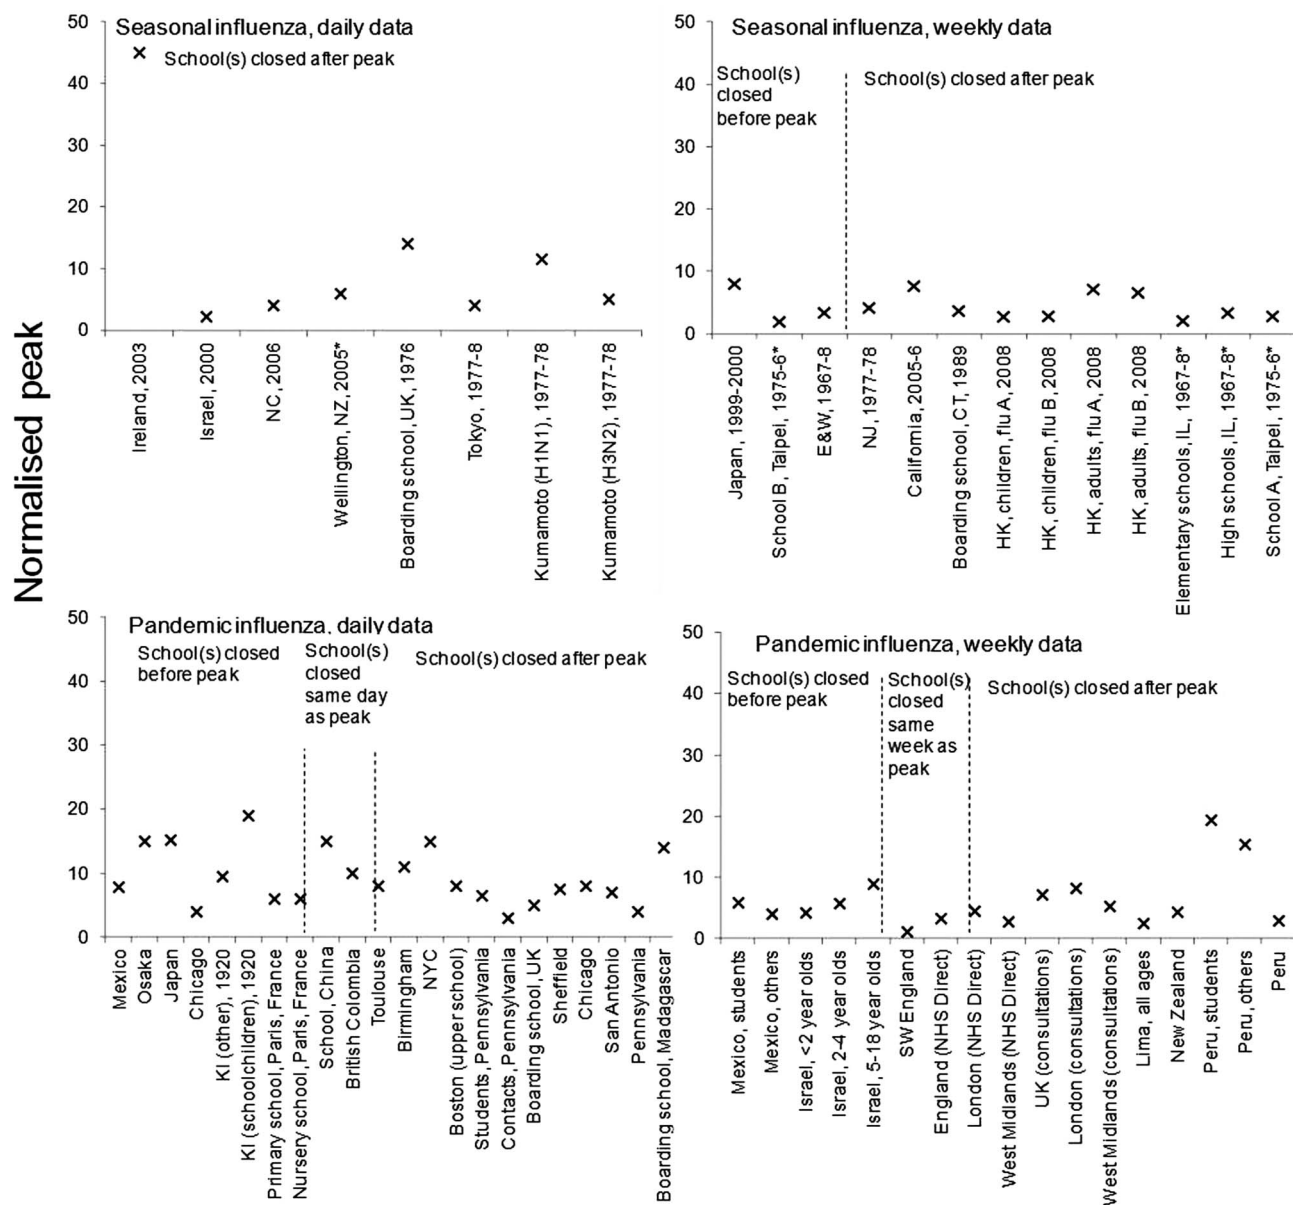 Normalised peak
Seasonal influenza, daily data
School(s) closed after peak
50
40
30
20
10
0
Ireland, 2003
Israel, 2000
NC, 2006
Wellington, NZ, 2005*
Boarding school, UK, 1976
Tokyo, 1977-8
Kumamoto (H1N1), 1977-78
Kumamoto (H3N2), 1977-78
Seasonal influenza, weekly data
School(s)
closed
before peak
School(s) closed after peak
50
40
30
20
10
0
Japan, 1999-2000
School B, Taipei, 1975-6*
E&W, 1967-8
NJ, 1977-78
California, 2005-6
Boarding school, CT, 1989
HK, children, flu A, 2008
HK, children, flu B, 2008
HK, adults, flu A, 2008
HK, adults, flu B, 2008
Elementary schools, IL, 1967-8*
High schools, IL, 1967-8*
School A, Taipei, 1975-6*
Pandemic influenza, daily data
School(s) closed
before peak
School(s)
closed
same day
as peak
School(s) closed after peak
50
40
30
20
10
0
Mexico
Osaka
Japan
Chicago
KI (other), 1920
KI (schoolchildren), 1920
Primary school, Paris, France
Nursery school, Paris, France
School, China
British Colombia
Toulouse
Birmingham
NYC
Boston (upper school)
Students, Pennsylvania
Contacts, Pennsylvania
Boarding school, UK
Sheffield
Chicago
San Antonio
Pennsylvania
Boarding school, Madagascar
Pandemic influenza, weekly data
School(s) closed
before peak
School(s)
closed
same
week as
peak
School(s) closed after peak
50
40
30
20
10
0
Mexico, students
Mexico, others
Israel, <2 year olds
Israel, 2-4 year olds
Israel, 5-18 year olds
SW England
England (NHS Direct)
London (NHS Direct)
West Midlands (NHS Direct)
UK (consultations)
London (consultations)
West Midlands (consultations)
Lima, all ages
New Zealand
Peru, students
Peru, others
Peru